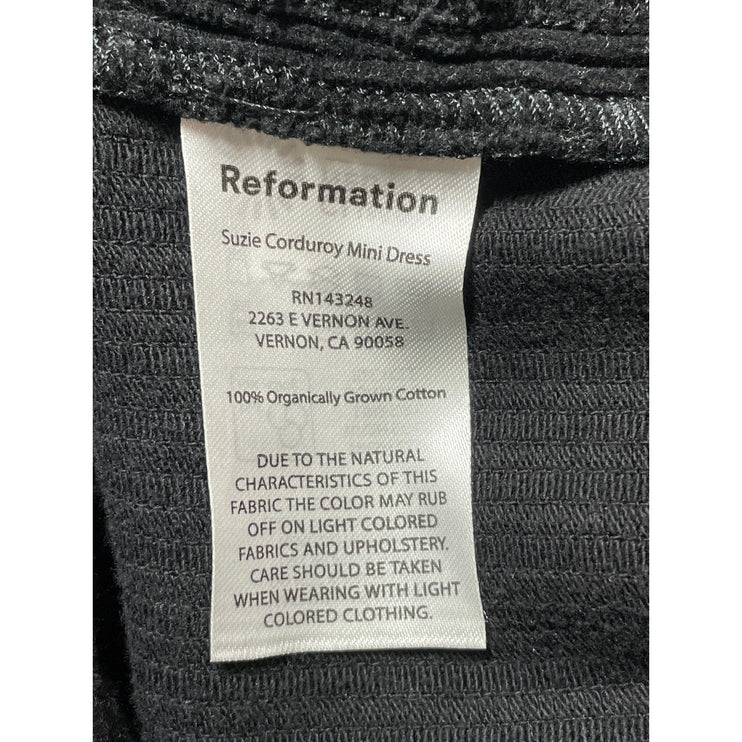 Reformation
Suzie Corduroy Mini Dress
RN143248
2263 E VERNON AVE.
VERNON, CA 90058
100% Organically Grown Cotton
DUE TO THE NATURAL
CHARACTERISTICS OF THIS
FABRIC THE COLOR MAY RUB
OFF ON LIGHT COLORED
FABRICS AND UPHOLSTERY.
CARE SHOULD BE TAKEN
WHEN WEARING WITH LIGHT
COLORED CLOTHING.